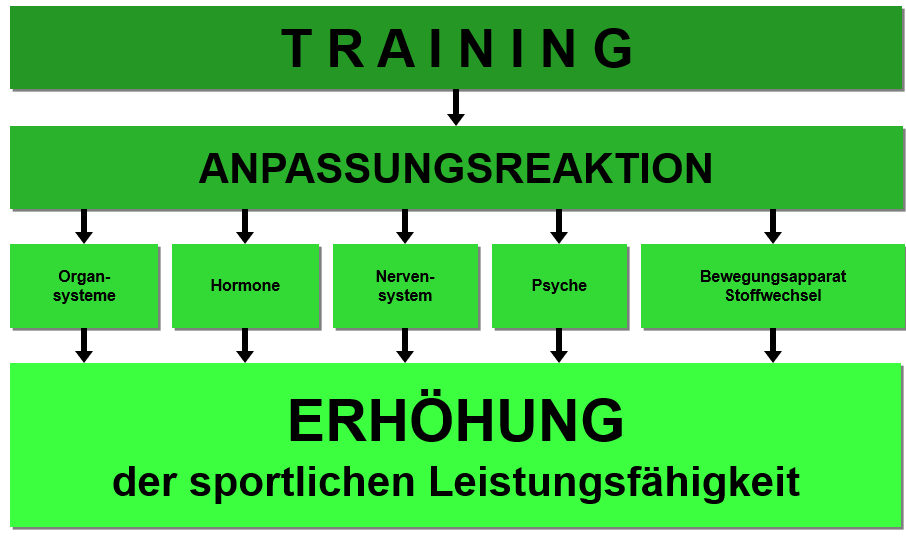 TRAINING
ANPASSUNGSREAKTION
Organ-
systeme
Hormone
Nerven-
system
Psyche
Bewegungsapparat
Stoffwechsel
ERHÖHUNG
der sportlichen Leistungsfähigkeit